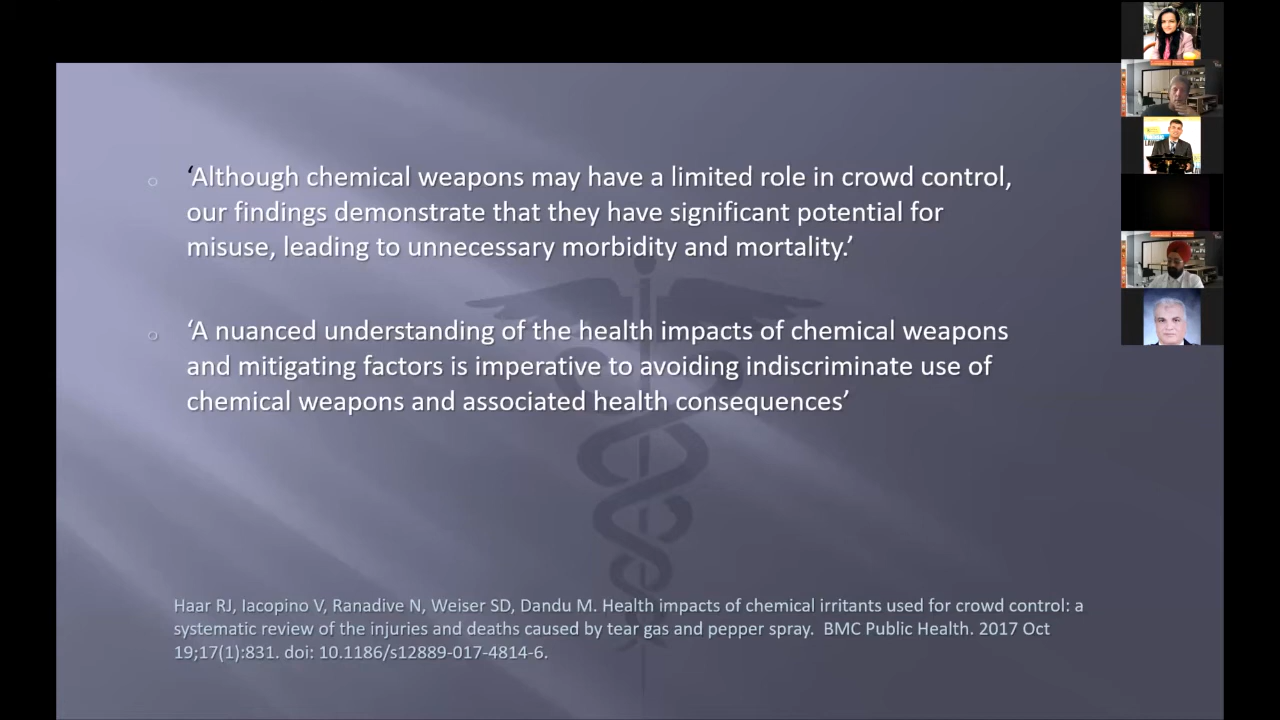 ‘Although chemical weapons may have a limited role in crowd control,
our findings demonstrate that they have significant potential for
misuse, leading to unnecessary morbidity and mortality.’
‘A nuanced understanding of the health impacts of chemical weapons
and mitigating factors is imperative to avoiding indiscriminate use of
chemical weapons and associated health consequences’
Haar RJ, Iacopino V, Ranadive N, Weiser SD, Dandu M. Health impacts of chemical irritants used for crowd control: a
systematic review of the injuries and deaths caused by tear gas and pepper spray.  BMC Public Health. 2017 Oct
19;17(1):831. doi: 10.1186/s12889-017-4814-6.